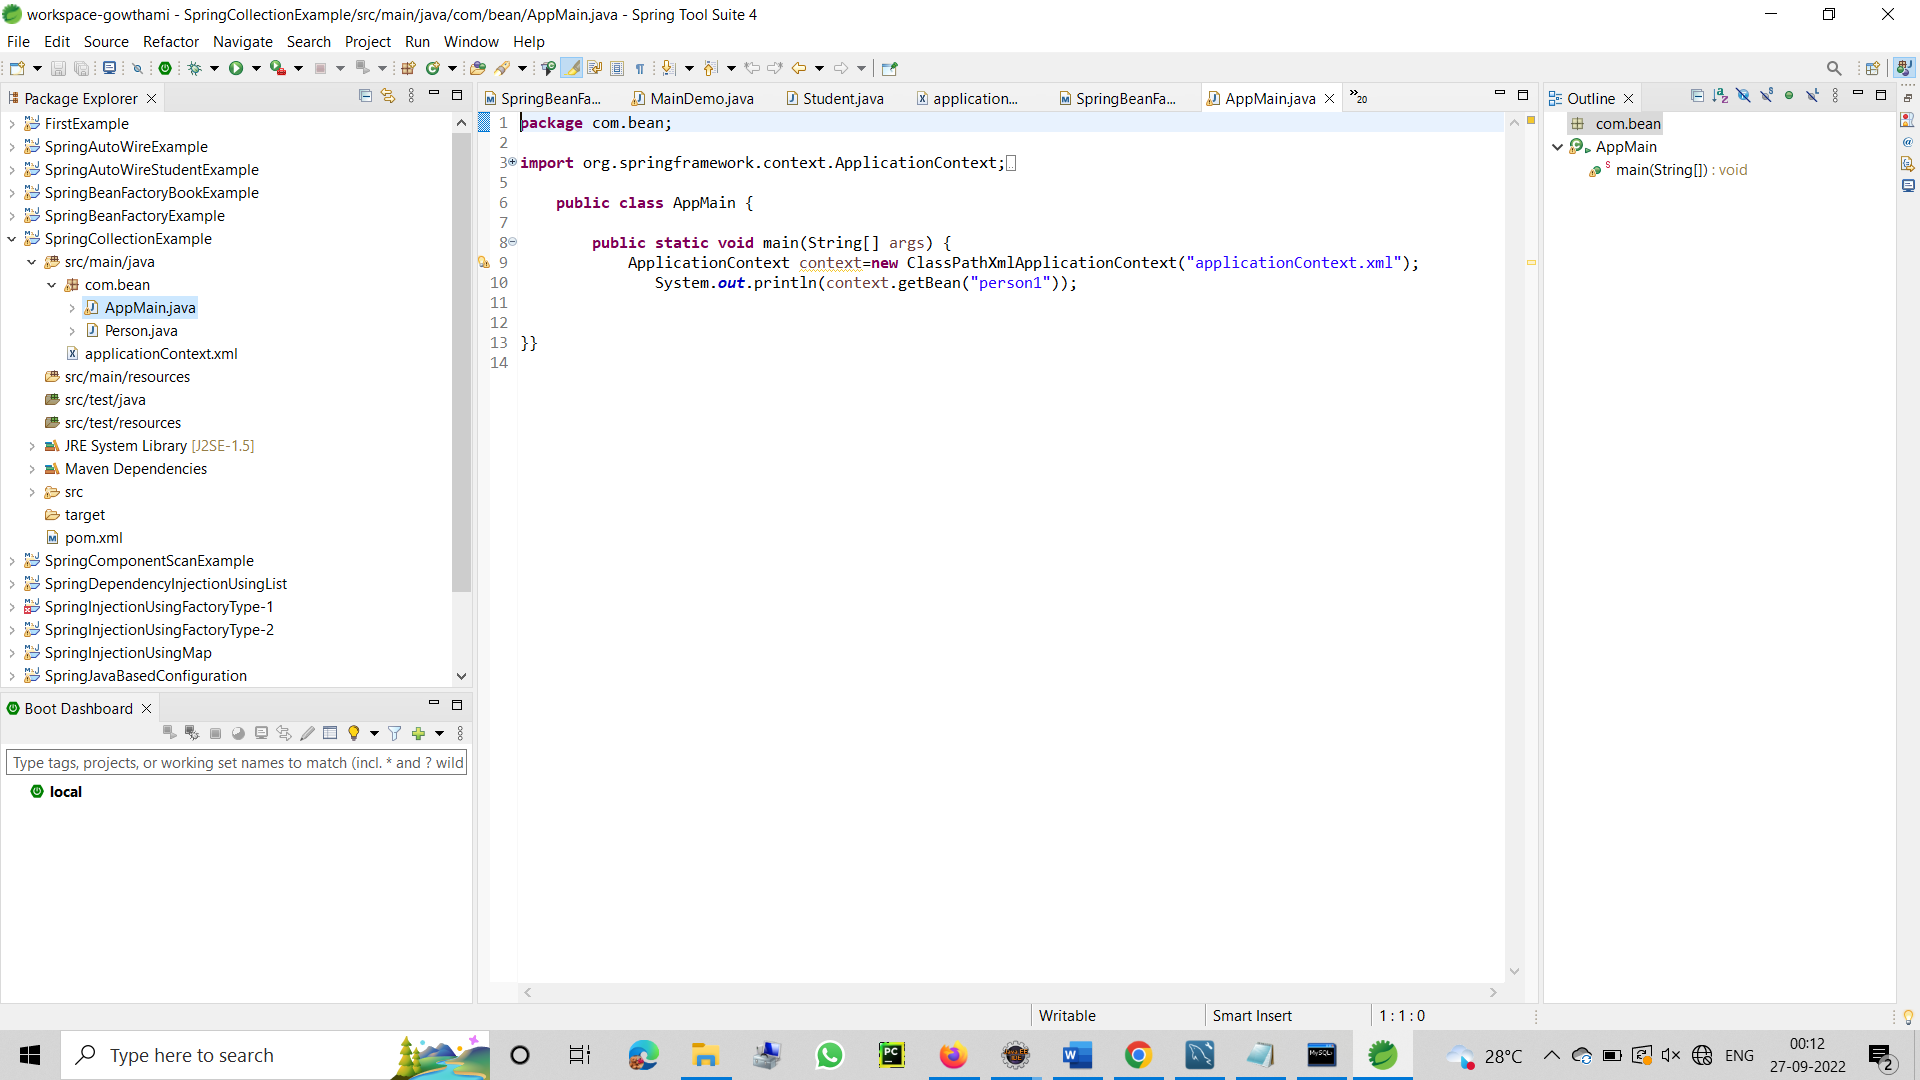 workspace-gowthami - SpringCollectionExample/src/main/java/com/bean/AppMain.java - Spring Tool Suite 4
File Edit Source Refactor Navigate Search Project Run Window Help
Package Explorer
FirstExample
SpringAutoWireExample
SpringAutoWireStudentExample
SpringBeanFactoryBookExample
SpringBeanFactoryExample
SpringCollectionExample
src/main/java
com.bean
AppMain.java
Person.java
applicationContext.xml
src/main/resources
src/test/java
src/test/resources
JRE System Library [J2SE-1.5]
Maven Dependencies
src
target
pom.xml
SpringComponentScanExample
SpringDependencyInjectionUsingList
SpringInjectionUsingFactoryType-1
SpringInjectionUsingFactoryType-2
SpringInjectionUsingMap
SpringJavaBasedConfiguration
Boot Dashboard
Type tags, projects, or working set names to match (incl. * and ? wild
local
SpringBeanFa... MainDemo.java Student.java application... SpringBeanFa... AppMain.java »20
1 package com.bean;
2
3 import org.springframework.context.ApplicationContext;
5
6 public class AppMain {
7
8 public static void main(String[] args) {
9 ApplicationContext context=new ClassPathXmlApplicationContext("applicationContext.xml");
10 System.out.println(context.getBean("person1"));
11
12
13 }}
14
Outline
com.bean
AppMain
main(String[]) : void
Writable Smart Insert 1 : 1 : 0
Type here to search
28°C ENG 00:12
27-09-2022
2